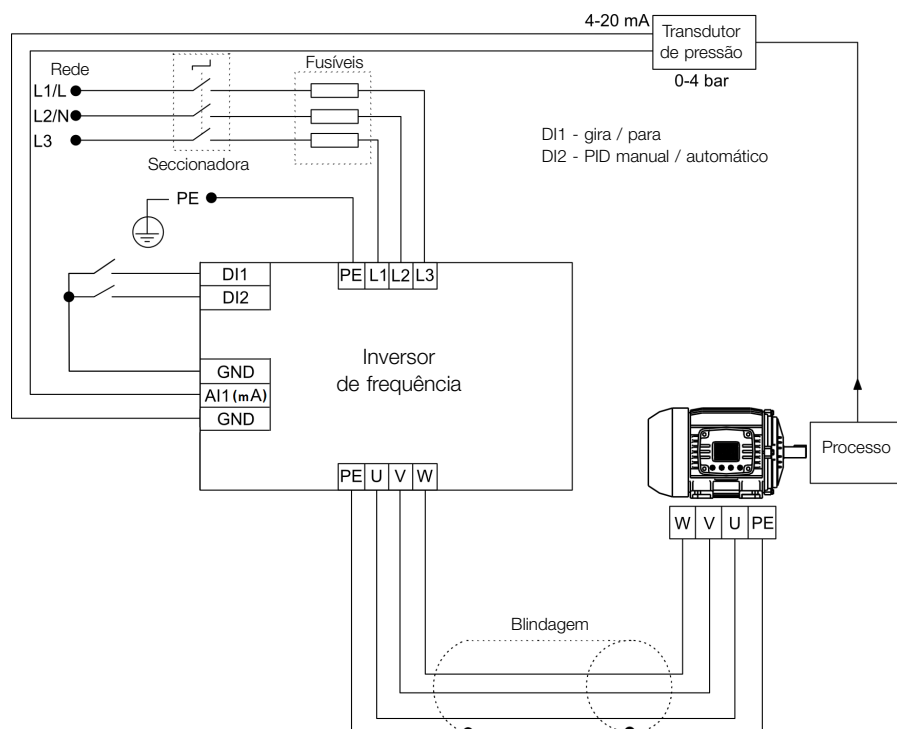 4-20 mA
Transdutor
de pressão
0-4 bar
Rede
Fusíveis
L1/L
L2/N
L3
Seccionadora
DI1 - gira / para
DI2 - PID manual / automático
PE
PE L1 L2 L3
DI1
DI2
Inversor
de frequência
GND
AI1 (mA)
GND
Processo
PE U V W
W V U PE
Blindagem